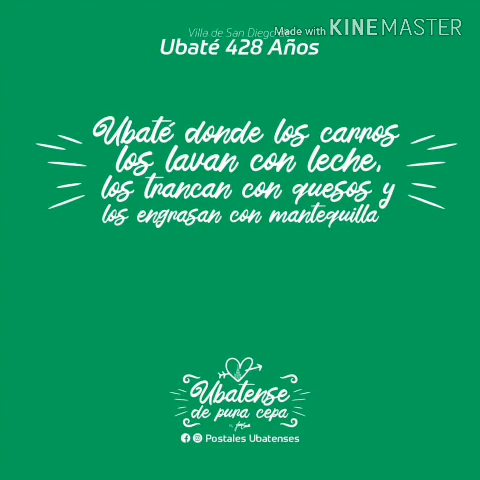 Villa de San Diego de
Made with KINEMASTER
Ubaté 428 Años
Ubaté donde los carros
los lavan con leche,
los trancan con quesos y
los engrasan con mantequilla
Ubatense
de pura cepa
Postales Ubatenses